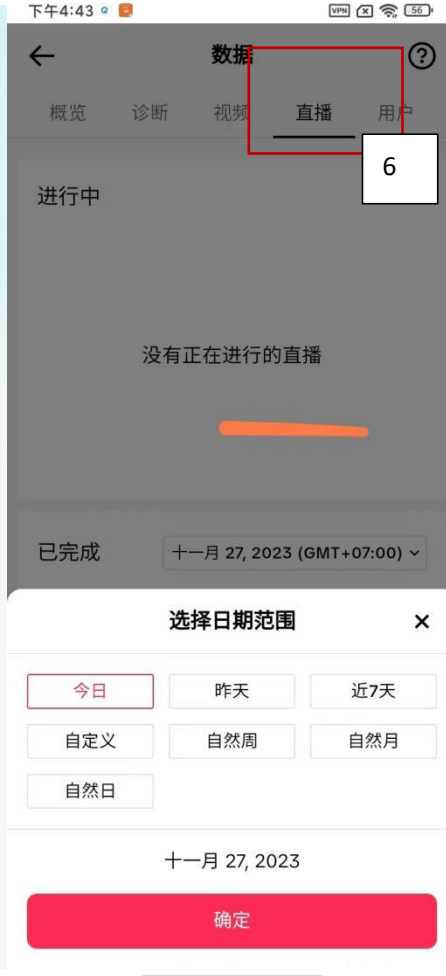 下午4:43
VPN
56
数据
概览 诊断 视频 直播 用户
6
进行中
没有正在进行的直播
已完成
十一月 27, 2023 (GMT+07:00)
选择日期范围
今日 昨天 近7天
自定义 自然周 自然月
自然日
十一月 27, 2023
确定